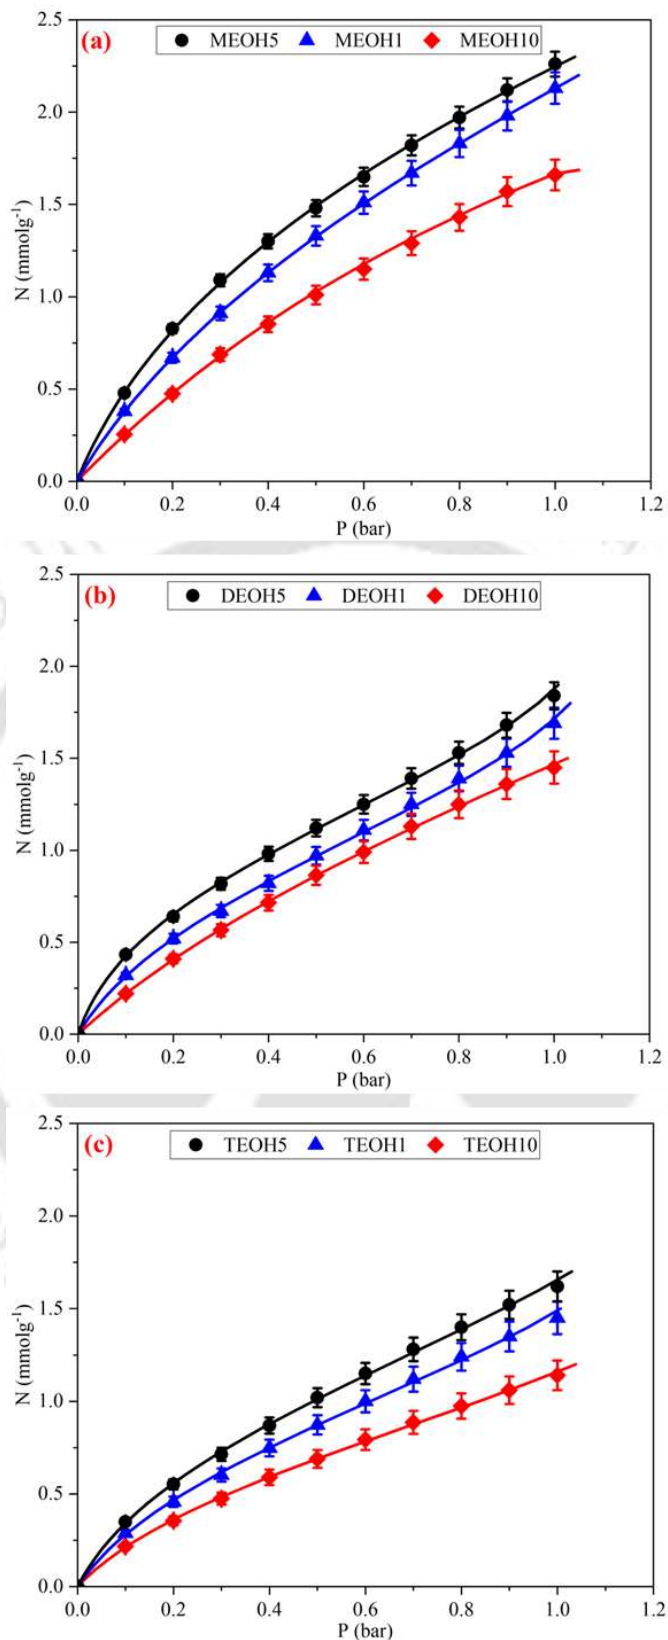 (a) MEOH5 MEOH1 MEOH10
2.5
2.0
1.5
1.0
0.5
0.0
N (mmolg⁻¹)
0.0 0.2 0.4 0.6 0.8 1.0 1.2
P (bar)
(b) DEOH5 DEOH1 DEOH10
2.5
2.0
1.5
1.0
0.5
0.0
N (mmolg⁻¹)
0.0 0.2 0.4 0.6 0.8 1.0 1.2
P (bar)
(c) TEOH5 TEOH1 TEOH10
2.5
2.0
1.5
1.0
0.5
0.0
N (mmolg⁻¹)
0.0 0.2 0.4 0.6 0.8 1.0 1.2
P (bar)